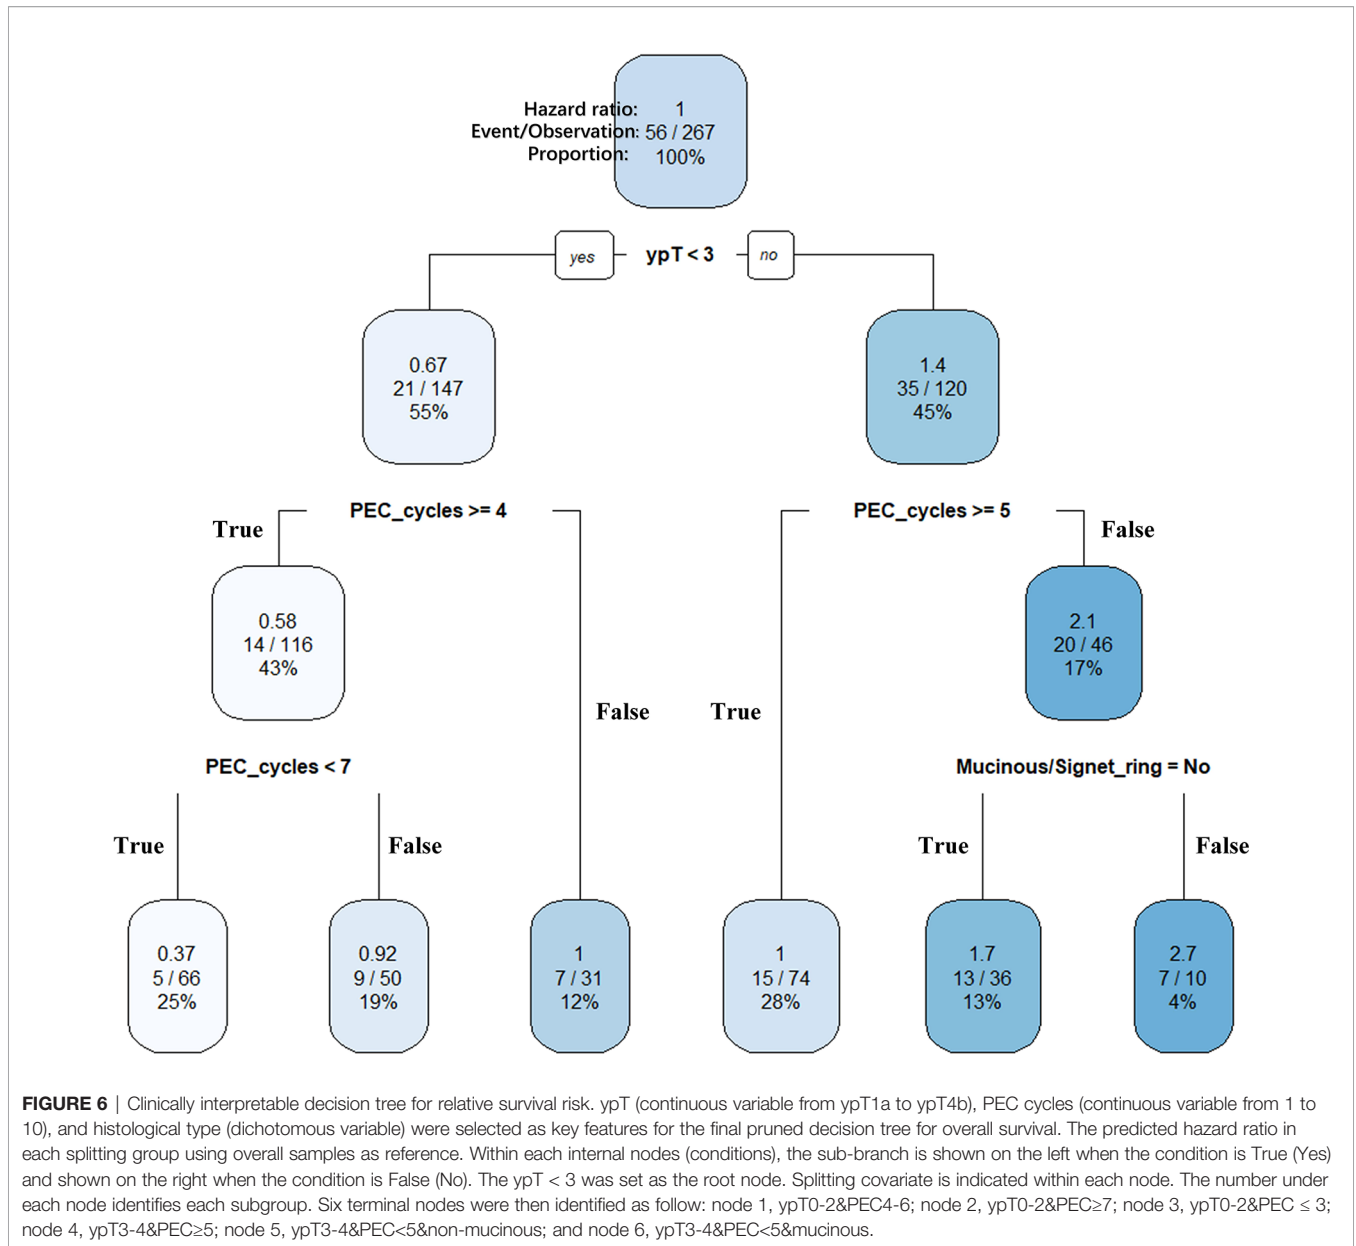 Hazard ratio: 1
Event/Observation: 56 / 267
Proportion: 100%
yes ypT < 3 no
0.67
21 / 147
55%
1.4
35 / 120
45%
PEC_cycles >= 4
PEC_cycles >= 5
True
False
0.58
14 / 116
43%
2.1
20 / 46
17%
False
True
PEC_cycles < 7
Mucinous/Signet_ring = No
True
False
True
False
0.37
5 / 66
25%
0.92
9 / 50
19%
1
7 / 31
12%
1
15 / 74
28%
1.7
13 / 36
13%
2.7
7 / 10
4%
FIGURE 6 | Clinically interpretable decision tree for relative survival risk. ypT (continuous variable from ypT1a to ypT4b), PEC cycles (continuous variable from 1 to
10), and histological type (dichotomous variable) were selected as key features for the final pruned decision tree for overall survival. The predicted hazard ratio in
each splitting group using overall samples as reference. Within each internal nodes (conditions), the sub-branch is shown on the left when the condition is True (Yes)
and shown on the right when the condition is False (No). The ypT < 3 was set as the root node. Splitting covariate is indicated within each node. The number under
each node identifies each subgroup. Six terminal nodes were then identified as follow: node 1, ypT0-2&PEC4-6; node 2, ypT0-2&PEC≥7; node 3, ypT0-2&PEC ≤ 3;
node 4, ypT3-4&PEC≥5; node 5, ypT3-4&PEC<5&non-mucinous; and node 6, ypT3-4&PEC<5&mucinous.